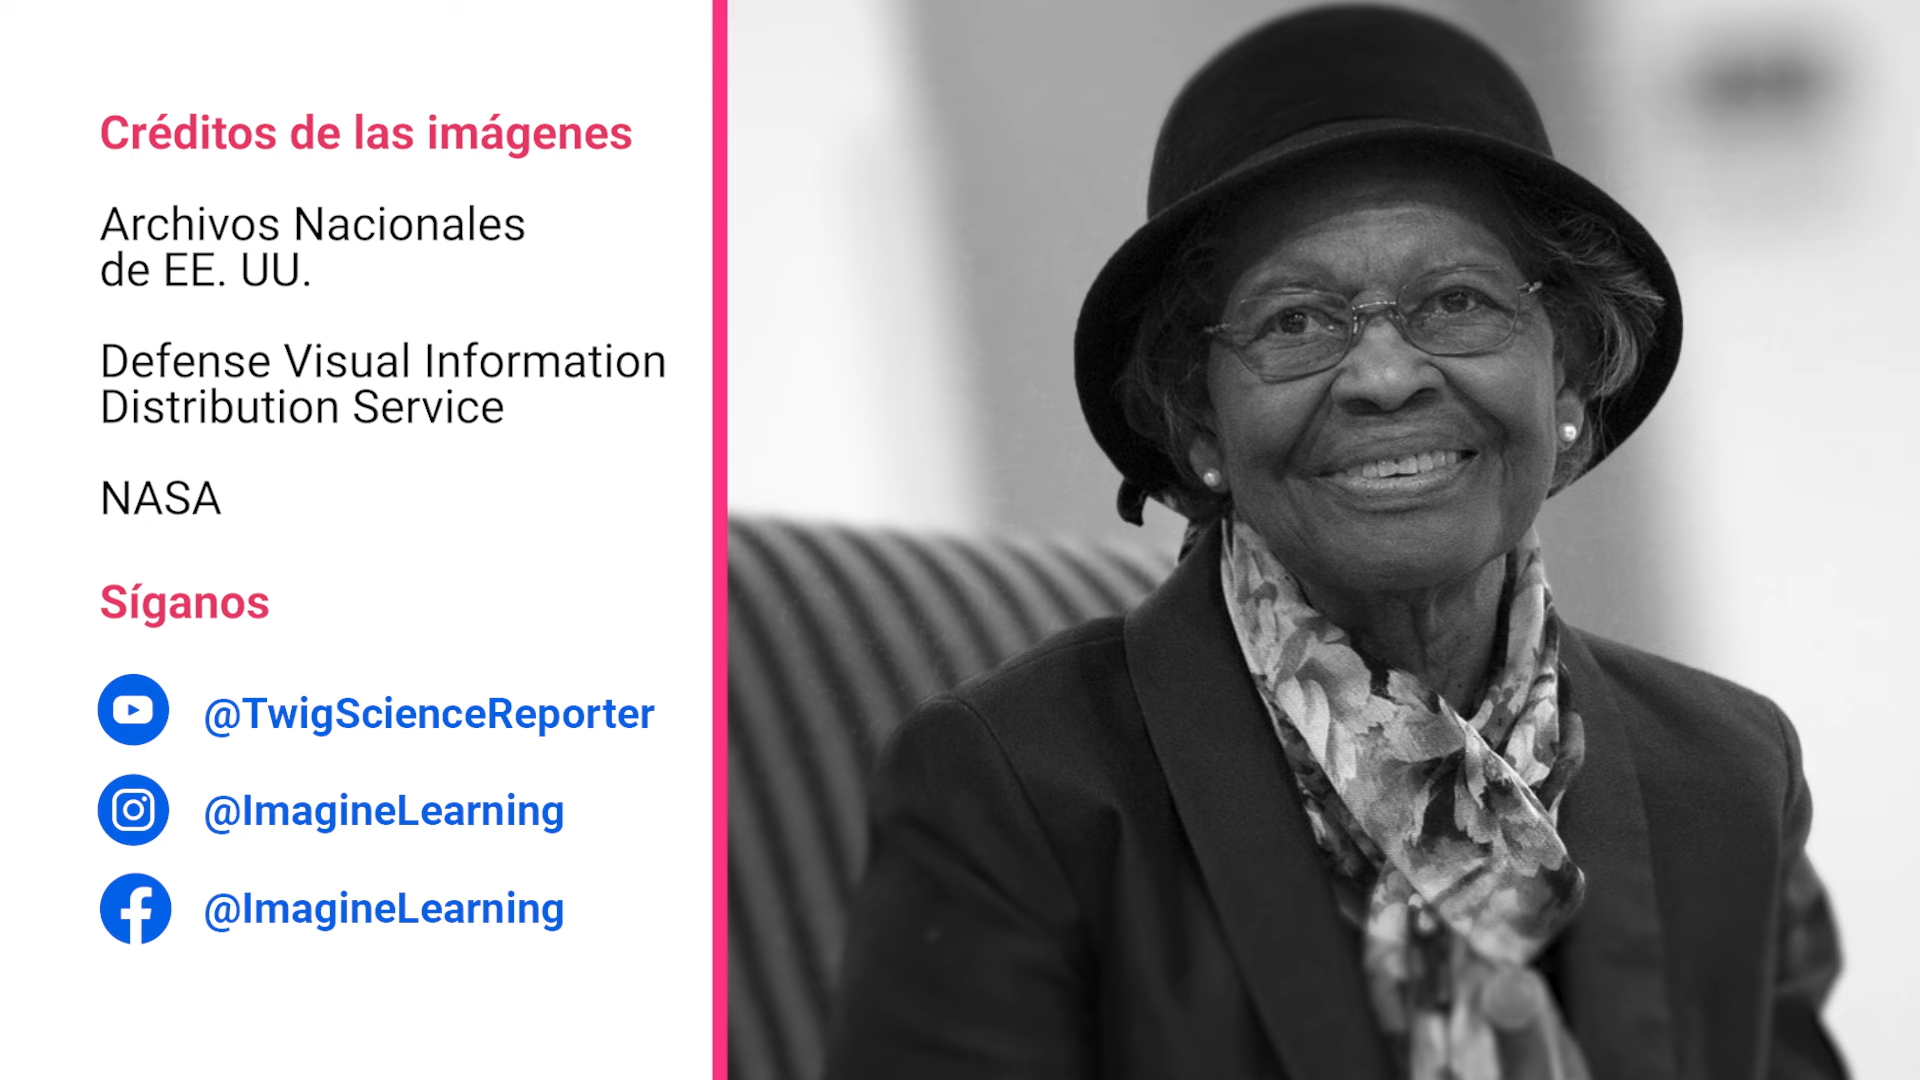 Créditos de las imágenes
Archivos Nacionales
de EE. UU.
Defense Visual Information
Distribution Service
NASA
Síganos
@TwigScienceReporter
@ImagineLearning
@ImagineLearning